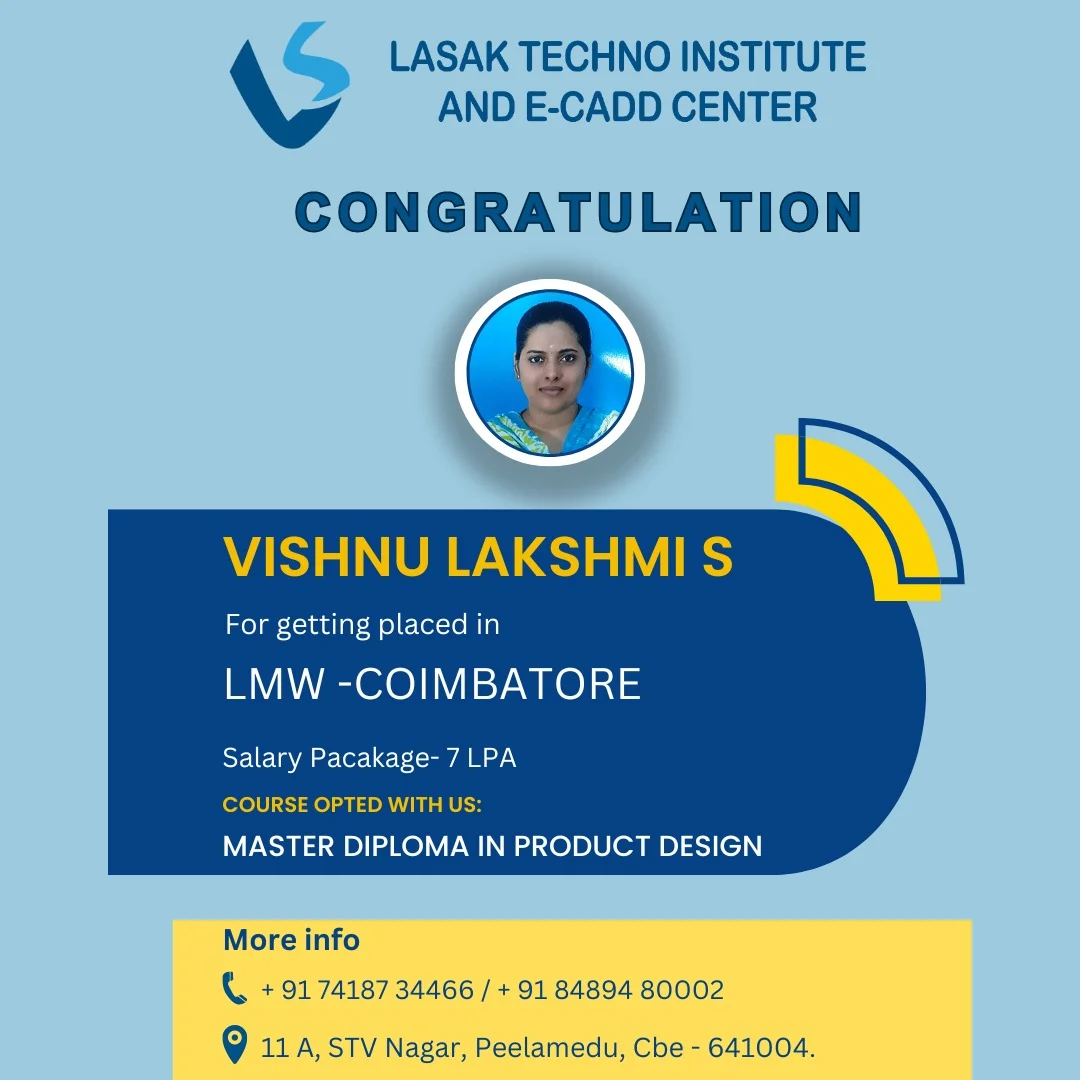 LASAK TECHNO INSTITUTE
AND E-CADD CENTER
CONGRATULATION
VISHNU LAKSHMI S
For getting placed in
LMW -COIMBATORE
Salary Pacakage- 7 LPA
COURSE OPTED WITH US:
MASTER DIPLOMA IN PRODUCT DESIGN
More info
+ 91 74187 34466 / + 91 84894 80002
11 A, STV Nagar, Peelamedu, Cbe - 641004.